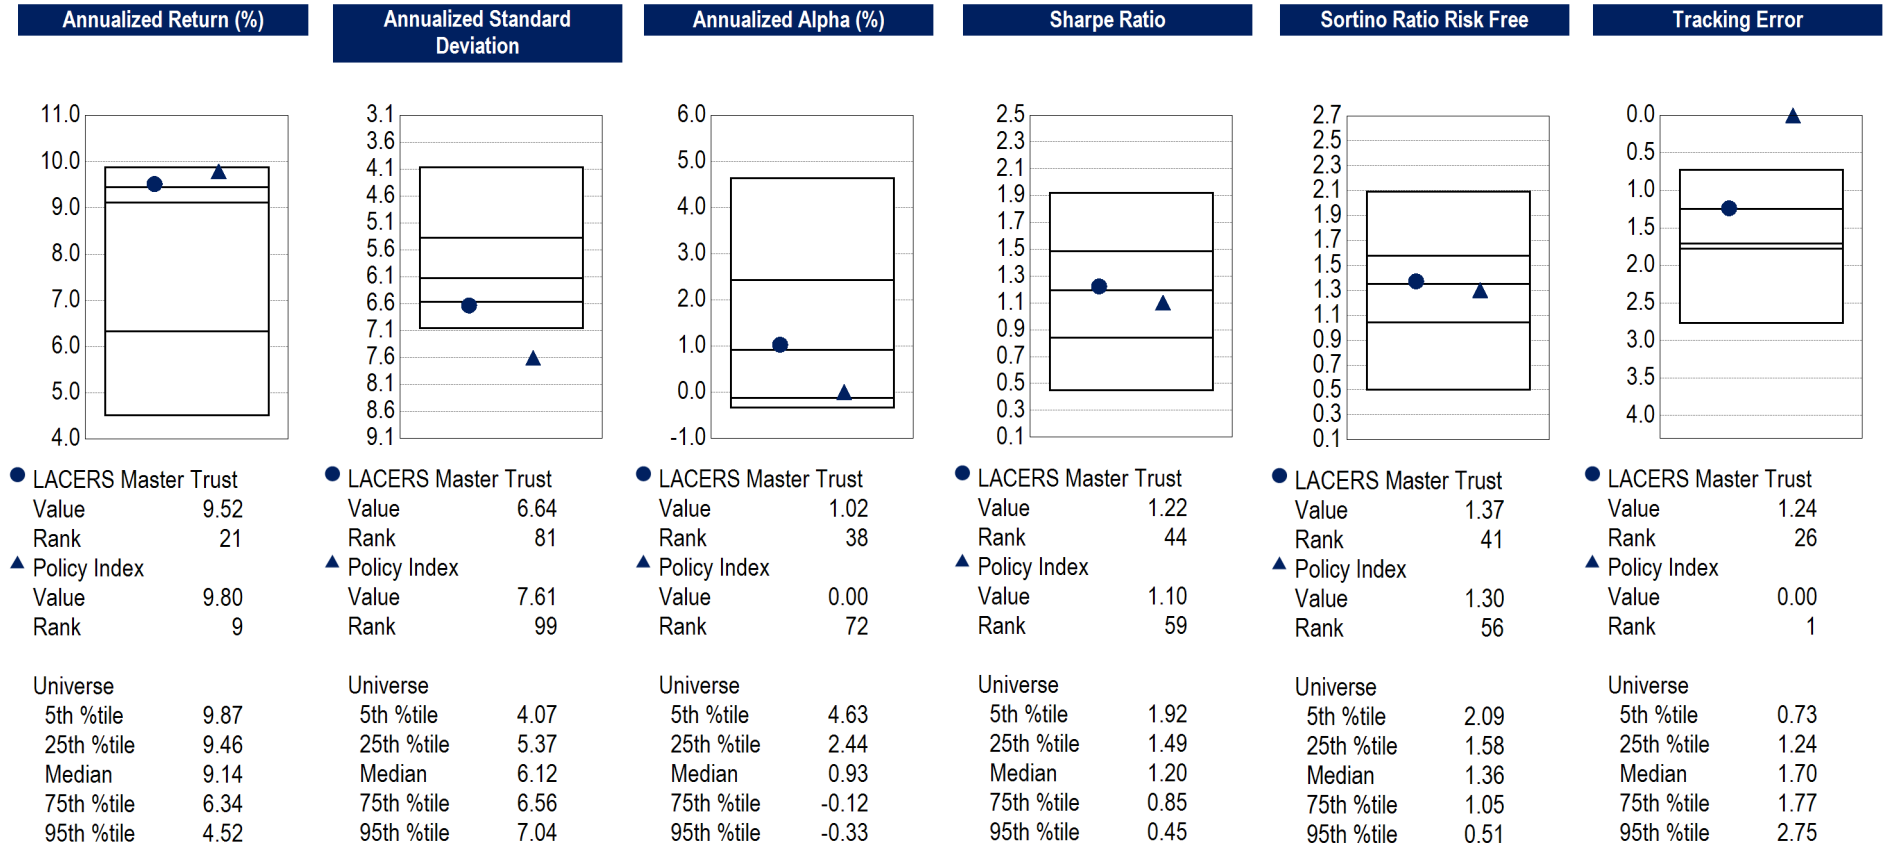 Annualized Return (%)
11.0
10.0
9.0
8.0
7.0
6.0
5.0
4.0
LACERS Master Trust
Value 9.52
Rank 21
Policy Index
Value 9.80
Rank 9
Universe
5th %tile 9.87
25th %tile 9.46
Median 9.14
75th %tile 6.34
95th %tile 4.52
Annualized Standard
Deviation
3.1
3.6
4.1
4.6
5.1
5.6
6.1
6.6
7.1
7.6
8.1
8.6
9.1
LACERS Master Trust
Value 6.64
Rank 81
Policy Index
Value 7.61
Rank 99
Universe
5th %tile 4.07
25th %tile 5.37
Median 6.12
75th %tile 6.56
95th %tile 7.04
Annualized Alpha (%)
6.0
5.0
4.0
3.0
2.0
1.0
0.0
-1.0
LACERS Master Trust
Value 1.02
Rank 38
Policy Index
Value 0.00
Rank 72
Universe
5th %tile 4.63
25th %tile 2.44
Median 0.93
75th %tile -0.12
95th %tile -0.33
Sharpe Ratio
2.5
2.3
2.1
1.9
1.7
1.5
1.3
1.1
0.9
0.7
0.5
0.3
0.1
LACERS Master Trust
Value 1.22
Rank 44
Policy Index
Value 1.10
Rank 59
Universe
5th %tile 1.92
25th %tile 1.49
Median 1.20
75th %tile 0.85
95th %tile 0.45
Sortino Ratio Risk Free
2.7
2.5
2.3
2.1
1.9
1.7
1.5
1.3
1.1
0.9
0.7
0.5
0.3
0.1
LACERS Master Trust
Value 1.37
Rank 41
Policy Index
Value 1.30
Rank 56
Universe
5th %tile 2.09
25th %tile 1.58
Median 1.36
75th %tile 1.05
95th %tile 0.51
Tracking Error
0.0
0.5
1.0
1.5
2.0
2.5
3.0
3.5
4.0
LACERS Master Trust
Value 1.24
Rank 26
Policy Index
Value 0.00
Rank 1
Universe
5th %tile 0.73
25th %tile 1.24
Median 1.70
75th %tile 1.77
95th %tile 2.75